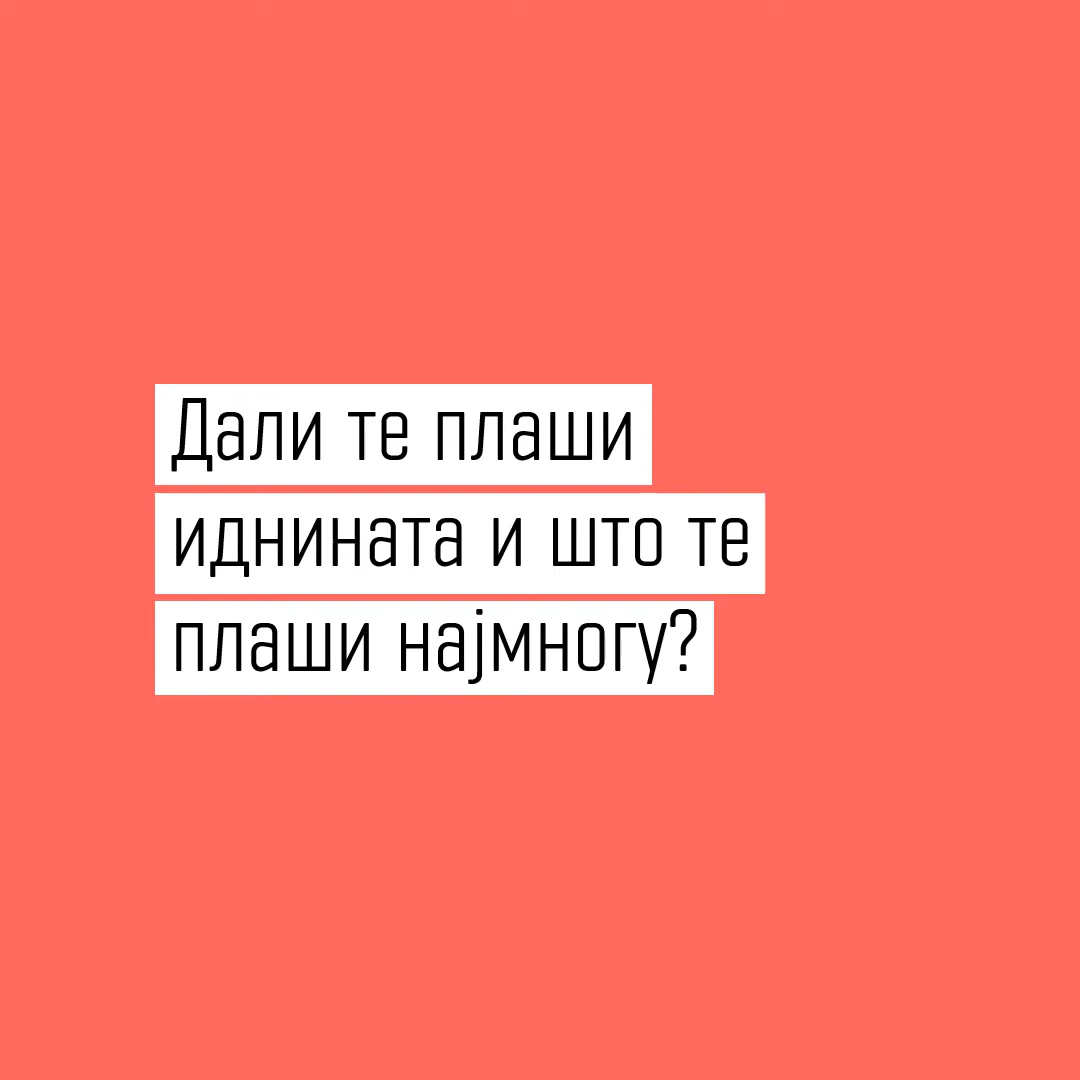 Дали те плаши
иднината и што те
плаши најмногу?